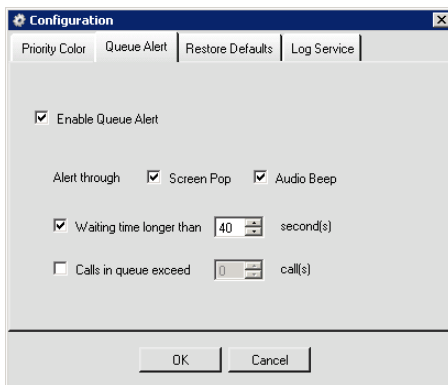 Configuration
Priority Color Queue Alert Restore Defaults Log Service
Enable Queue Alert
Alert through Screen Pop Audio Beep
Waiting time longer than 40 second(s)
Calls in queue exceed 0 call(s)
OK Cancel